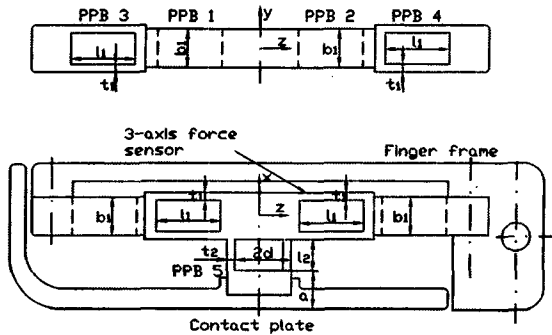 PPB 3 PPB 1 y PPB 2 PPB 4
l1 b1 z b1 l1
t1 t1
3-axis force
sensor
x Finger frame
t1 t1
b1 l1 z l1 b1
t2 2d l2
PPB 5
a
Contact plate